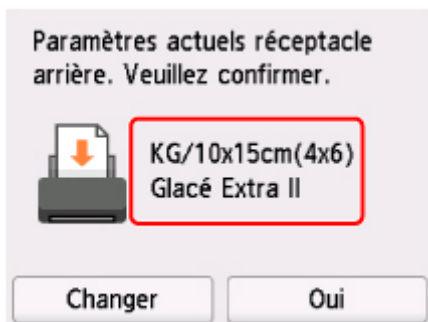 Paramètres actuels réceptacle
arrière. Veuillez confirmer.
KG/10x15cm(4x6)
Glacé Extra II
Changer
Oui